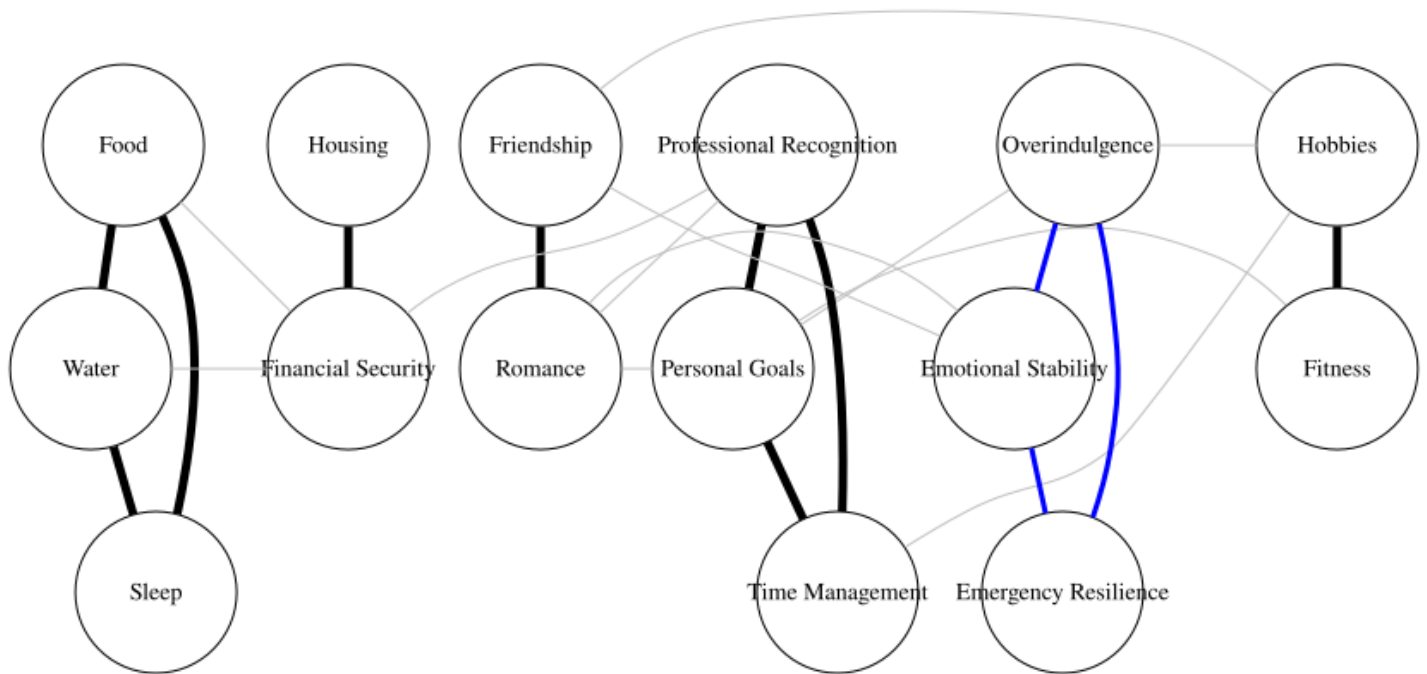 Food
Housing
Friendship
Professional Recognition
Overindulgence
Hobbies
Water
Financial Security
Romance
Personal Goals
Emotional Stability
Fitness
Sleep
Time Management
Emergency Resilience